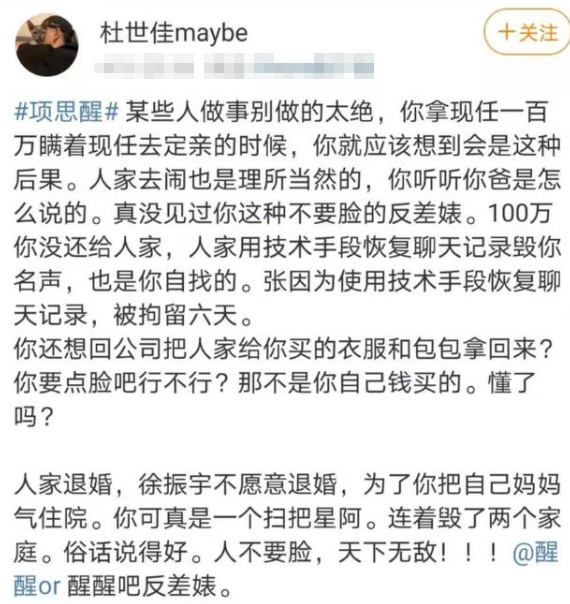 杜世佳maybe
+关注
#项思醒# 某些人做事别做的太绝，你拿现任一百
万瞒着现任去定亲的时候，你就应该想到会是这种
后果。人家去闹也是理所当然的，你听听你爸是怎
么说的。真没见过你这种不要脸的反差婊。100万
你没还给人家，人家用技术手段恢复聊天记录毁你
名声，也是你自找的。张因为使用技术手段恢复聊
天记录，被拘留六天。
你还想回公司把人家给你买的衣服和包包拿回来？
你要点脸吧行不行？那不是你自己钱买的。懂了
吗？
人家退婚，徐振宇不愿意退婚，为了你把自己妈妈
气住院。你可真是一个扫把星阿。连着毁了两个家
庭。俗话说得好。人不要脸，天下无敌！！！@醒
醒or 醒醒吧反差婊。